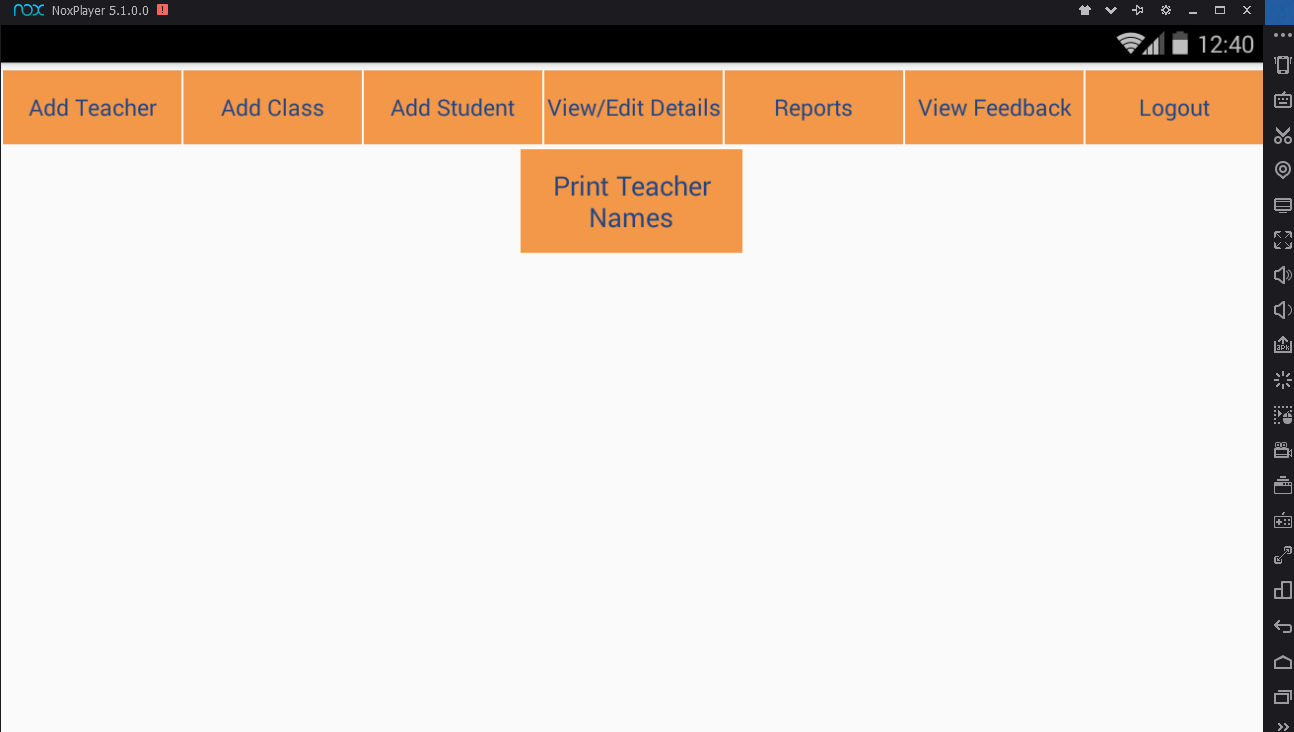 nox NoxPlayer 5.1.0.0
12:40
Add Teacher Add Class Add Student View/Edit Details Reports View Feedback Logout
Print Teacher
Names